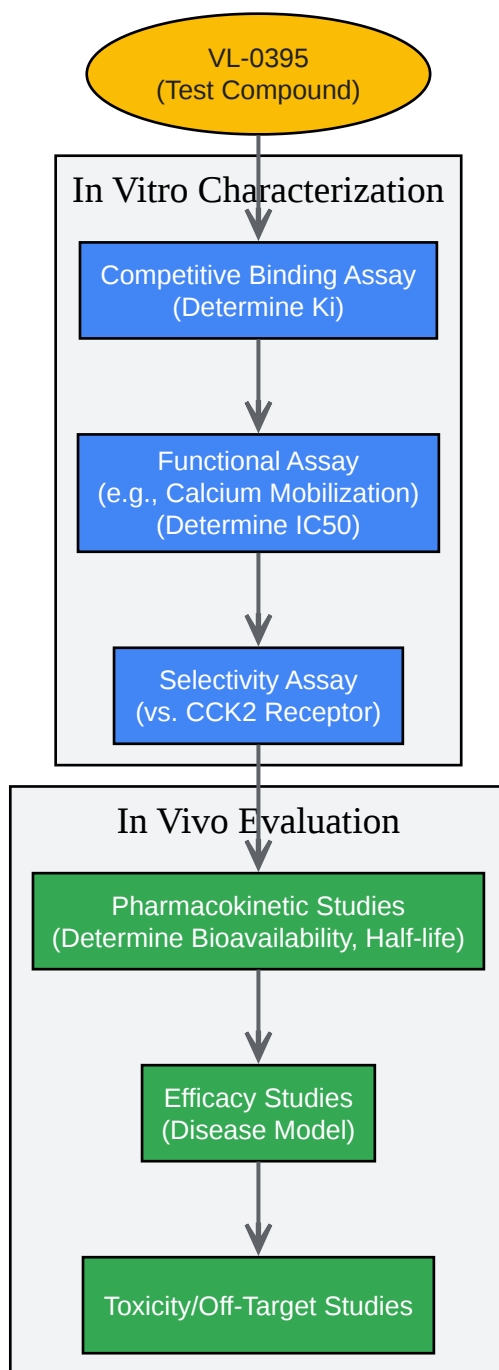 VL-0395
(Test Compound)
In Vitro Characterization
Competitive Binding Assay
(Determine Ki)
Functional Assay
(e.g., Calcium Mobilization)
(Determine IC50)
Selectivity Assay
(vs. CCK2 Receptor)
In Vivo Evaluation
Pharmacokinetic Studies
(Determine Bioavailability, Half-life)
Efficacy Studies
(Disease Model)
Toxicity/Off-Target Studies